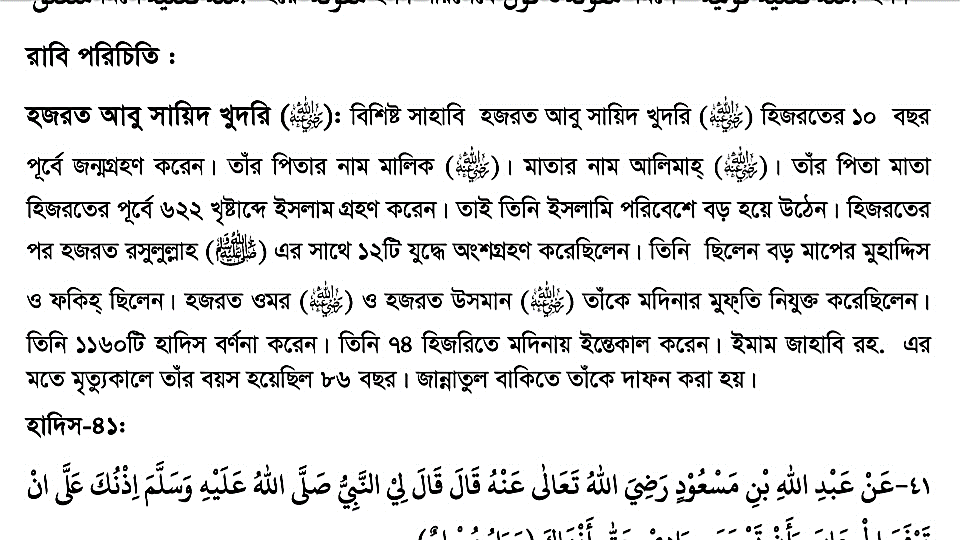 রাবি পরিচিতি :
হজরত আবু সায়িদ খুদরি (رضي الله عنه): বিশিষ্ট সাহাবি হজরত আবু সায়িদ খুদরি (رضي الله عنه) হিজরতের ১০ বছর
পূর্বে জন্মগ্রহণ করেন। তাঁর পিতার নাম মালিক (رضي الله عنه)। মাতার নাম আলিমাহ্ (رضي الله عنه)। তাঁর পিতা মাতা
হিজরতের পূর্বে ৬২২ খৃষ্টাব্দে ইসলাম গ্রহণ করেন। তাই তিনি ইসলামি পরিবেশে বড় হয়ে উঠেন। হিজরতের
পর হজরত রসুলুল্লাহ (ﷺ) এর সাথে ১২টি যুদ্ধে অংশগ্রহণ করেছিলেন। তিনি ছিলেন বড় মাপের মুহাদ্দিস
ও ফকিহ্ ছিলেন। হজরত ওমর (رضي الله عنه) ও হজরত উসমান (رضي الله عنه) তাঁকে মদিনার মুফ্তি নিযুক্ত করেছিলেন।
তিনি ১১৬০টি হাদিস বর্ণনা করেন। তিনি ৭৪ হিজরিতে মদিনায় ইন্তেকাল করেন। ইমাম জাহাবি রহ. এর
মতে মৃত্যুকালে তাঁর বয়স হয়েছিল ৮৬ বছর। জান্নাতুল বাকিতে তাঁকে দাফন করা হয়।
হাদিস-৪১:
٤١-عَنْ عَبْدِ اللهِ بْنِ مَسْعُوْدٍ رَضِيَ اللهُ تَعَالٰى عَنْهُ قَالَ قَالَ لِيْ النَّبِيُّ صَلَّى اللهُ عَلَيْهِ وَسَلَّمَ اِذْنُكَ عَلَّى انْ